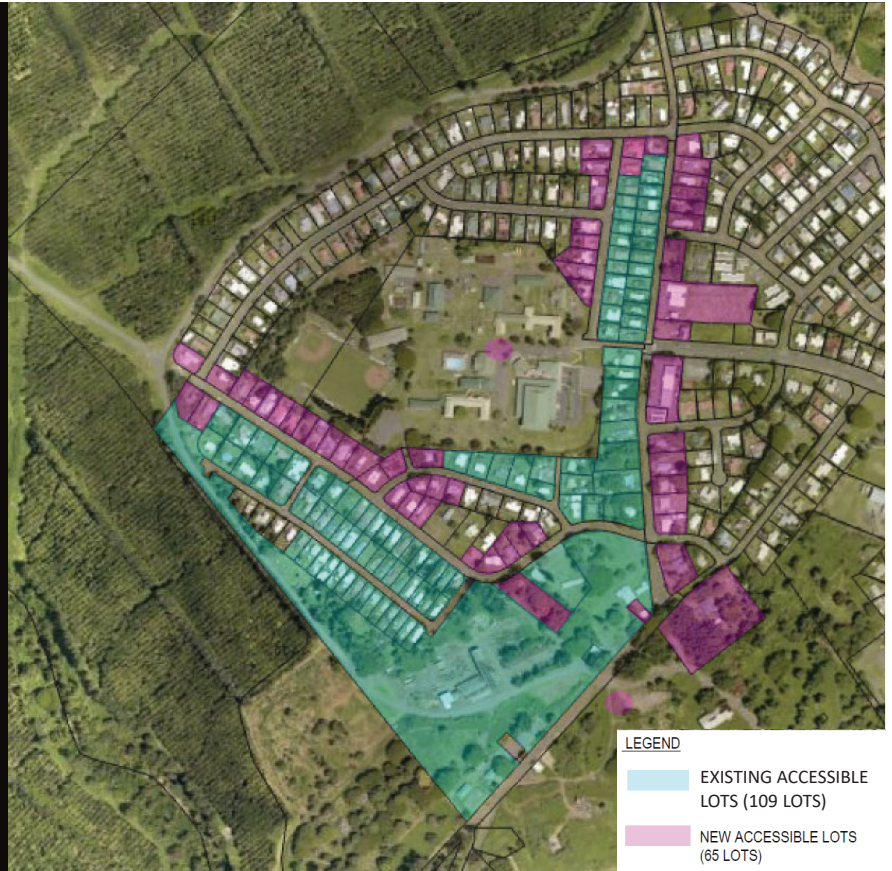 LEGEND
EXISTING ACCESSIBLE
LOTS (109 LOTS)
NEW ACCESSIBLE LOTS
(65 LOTS)